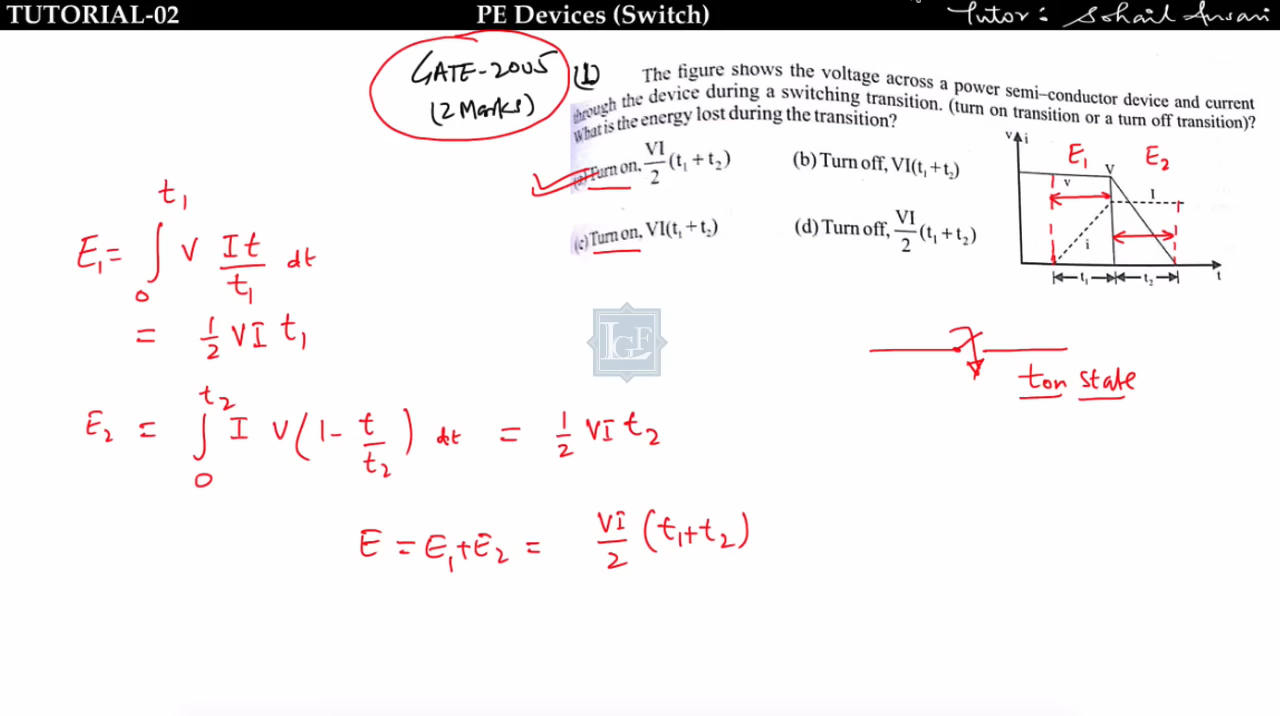 TUTORIAL-02
PE Devices (Switch)
Tutor: Sohail Ansari
GATE-2005
(2 Marks)
(1)
The figure shows the voltage across a power semi-conductor device and current
through the device during a switching transition. (turn on transition or a turn off transition)?
What is the energy lost during the transition?
(a) Turn on, VI/2 (t₁ + t₂)
(b) Turn off, VI(t₁ + t₂)
(c) Turn on, VI(t₁ + t₂)
(d) Turn off, VI/2 (t₁ + t₂)
v i
E₁
E₂
V
v
I
i
t₁
t₂
t
E₁ = ∫₀^t₁ V It/t₁ dt
= 1/2 VI t₁
LGF
ton state
E₂ = ∫₀^t₂ I V(1 - t/t₂) dt = 1/2 VI t₂
E = E₁+E₂ = VI/2 (t₁+t₂)